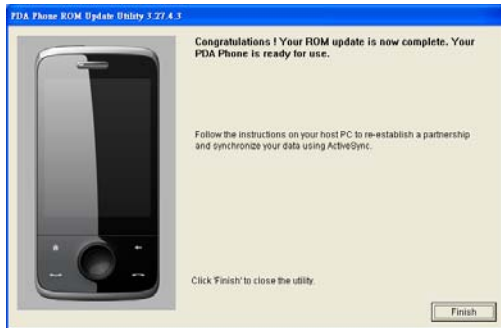 PDA Phone ROM Update Utility 3.27.4.3
Congratulations ! Your ROM update is now complete. Your
PDA Phone is ready for use.
Follow the instructions on your host PC to re-establish a partnership
and synchronize your data using ActiveSync.
Click 'Finish' to close the utility.
Finish